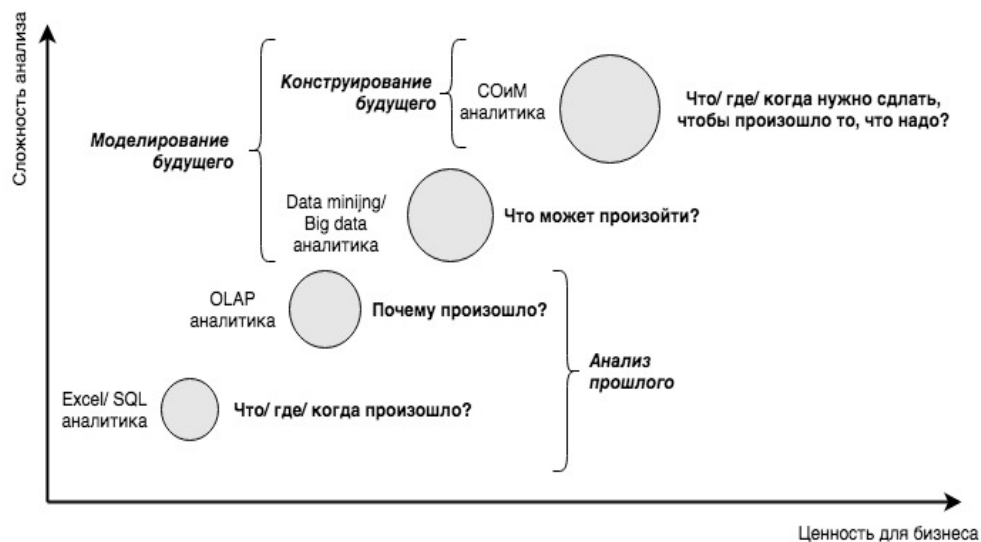 Сложность анализа
Конструирование
будущего
СОиМ
аналитика
Что/ где/ когда нужно сдлать,
чтобы произошло то, что надо?
Моделирование
будущего
Data minijng/
Big data
аналитика
Что может произойти?
OLAP
аналитика
Почему произошло?
Анализ
прошлого
Excel/ SQL
аналитика
Что/ где/ когда произошло?
Ценность для бизнеса